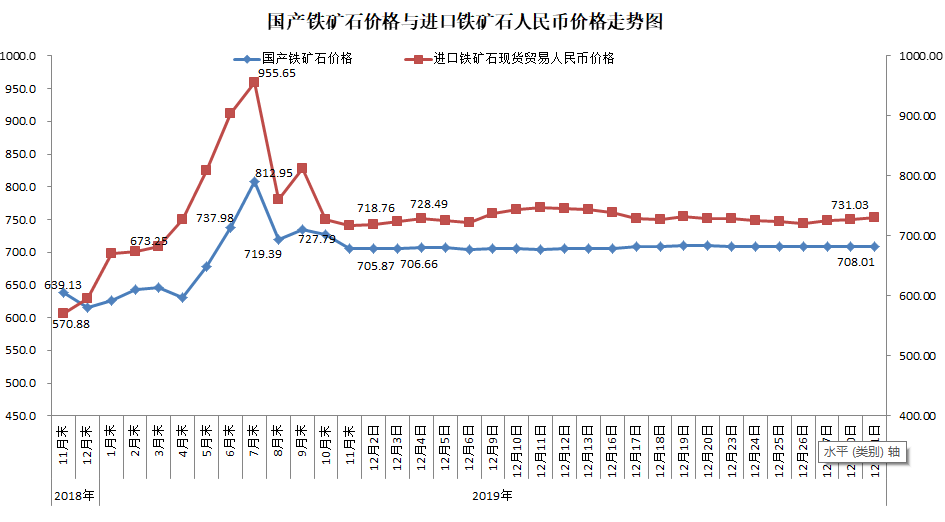 国产铁矿石价格与进口铁矿石人民币价格走势图
国产铁矿石价格
进口铁矿石现货贸易人民币价格
1000.0
950.0
900.0
850.0
800.0
750.0
700.0
650.0
600.0
550.0
500.0
450.0
1000.00
900.00
800.00
700.00
600.00
500.00
400.00
639.13
570.88
673.25
737.98
955.65
812.95
719.39
727.79
718.76
705.87
728.49
706.66
731.03
708.01
11月末
12月末
1月末
2月末
3月末
4月末
5月末
6月末
7月末
8月末
9月末
10月末
11月末
12月2日
12月3日
12月4日
12月5日
12月6日
12月9日
12月10日
12月11日
12月12日
12月13日
12月16日
12月17日
12月18日
12月19日
12月20日
12月23日
12月24日
12月25日
12月26日
水平 (类别) 轴
2018年
2019年